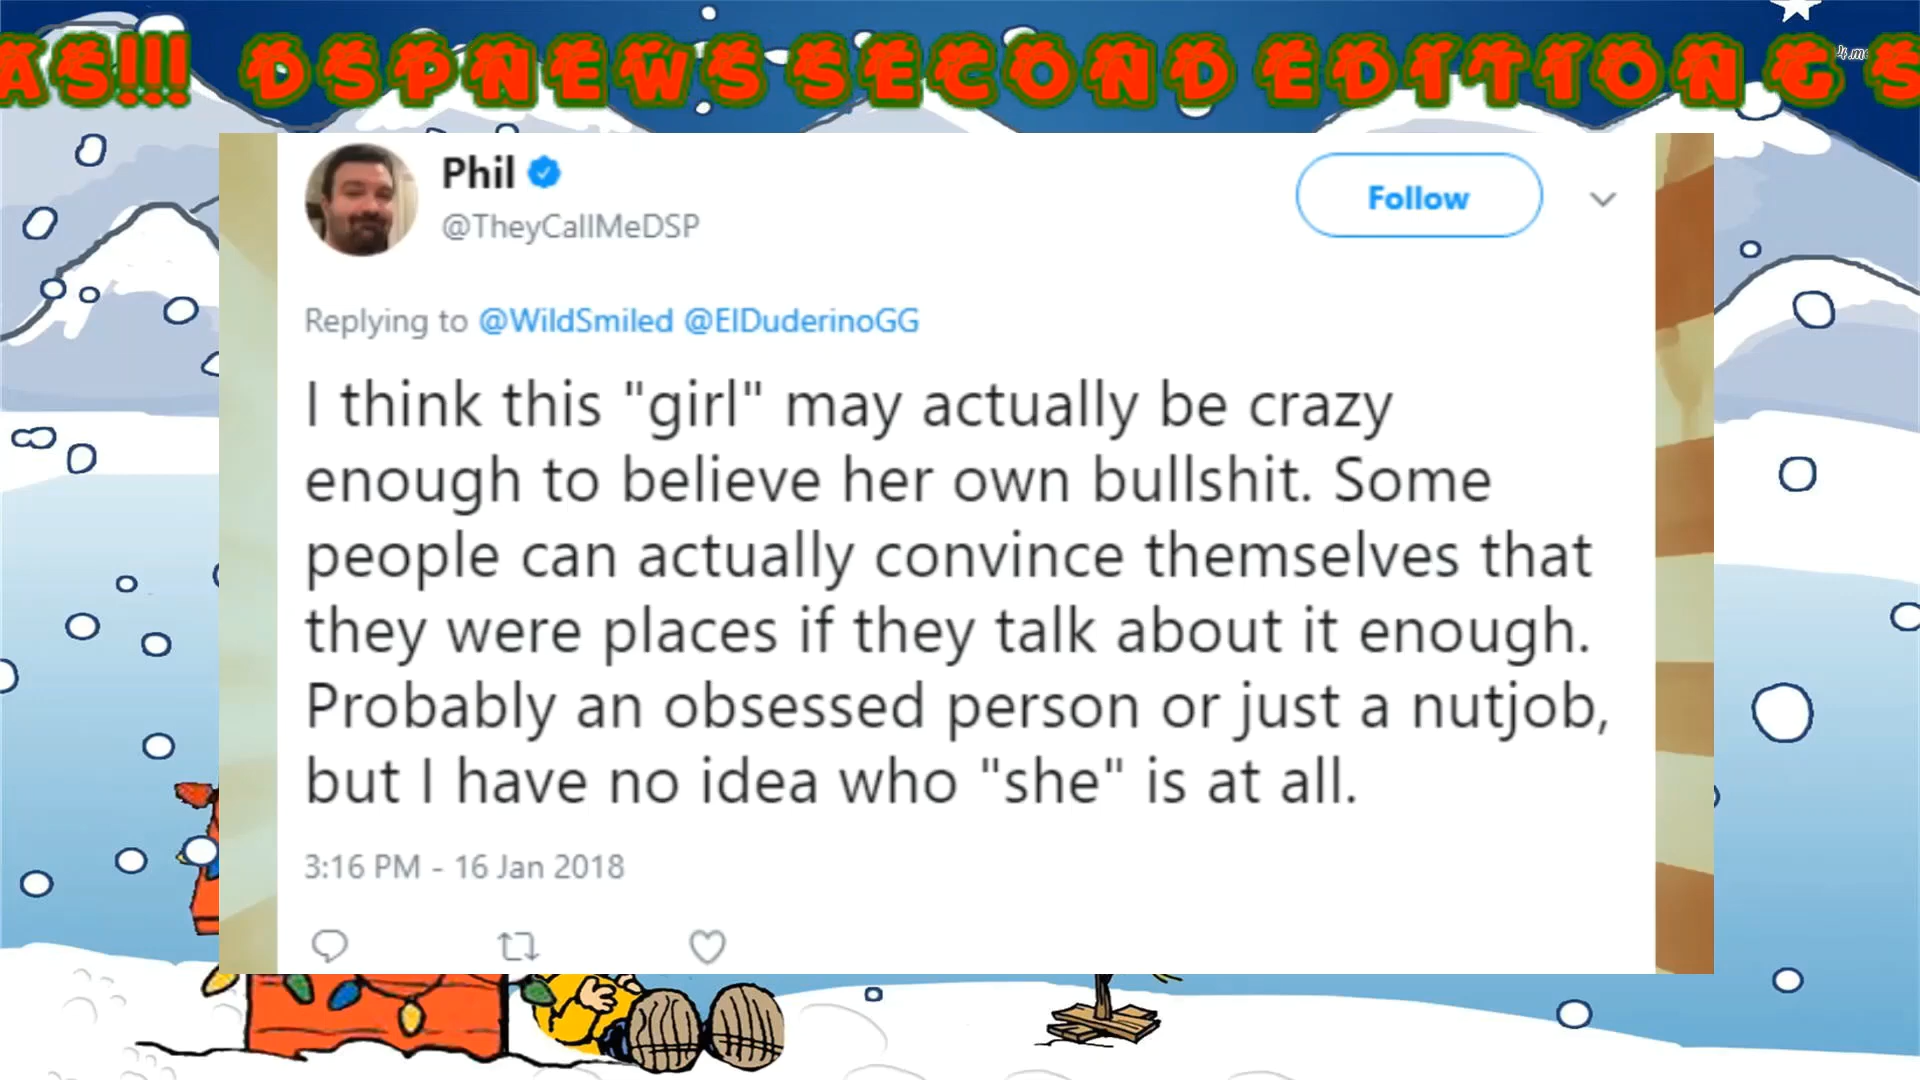 AS!!! DSPNEWS SECOND EDITION G S
Phil
@TheyCallMeDSP
Follow
Replying to @WildSmiled @ElDuderinoGG
I think this "girl" may actually be crazy
enough to believe her own bullshit. Some
people can actually convince themselves that
they were places if they talk about it enough.
Probably an obsessed person or just a nutjob,
but I have no idea who "she" is at all.
3:16 PM - 16 Jan 2018